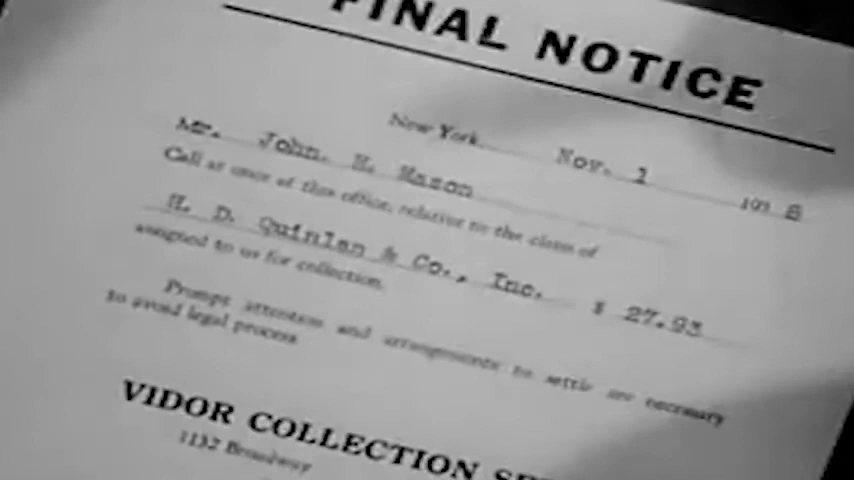 FINAL NOTICE
New York Nov. 1 193 8
Mr. John. H. Mason
Call at once at this office, relative to the claim of
H. D. Quinlan & Co., Inc. $ 27.93
assigned to us for collection.
Prompt attention and arrangements to settle are necessary
to avoid legal process
VIDOR COLLECTION
1132 Broadway